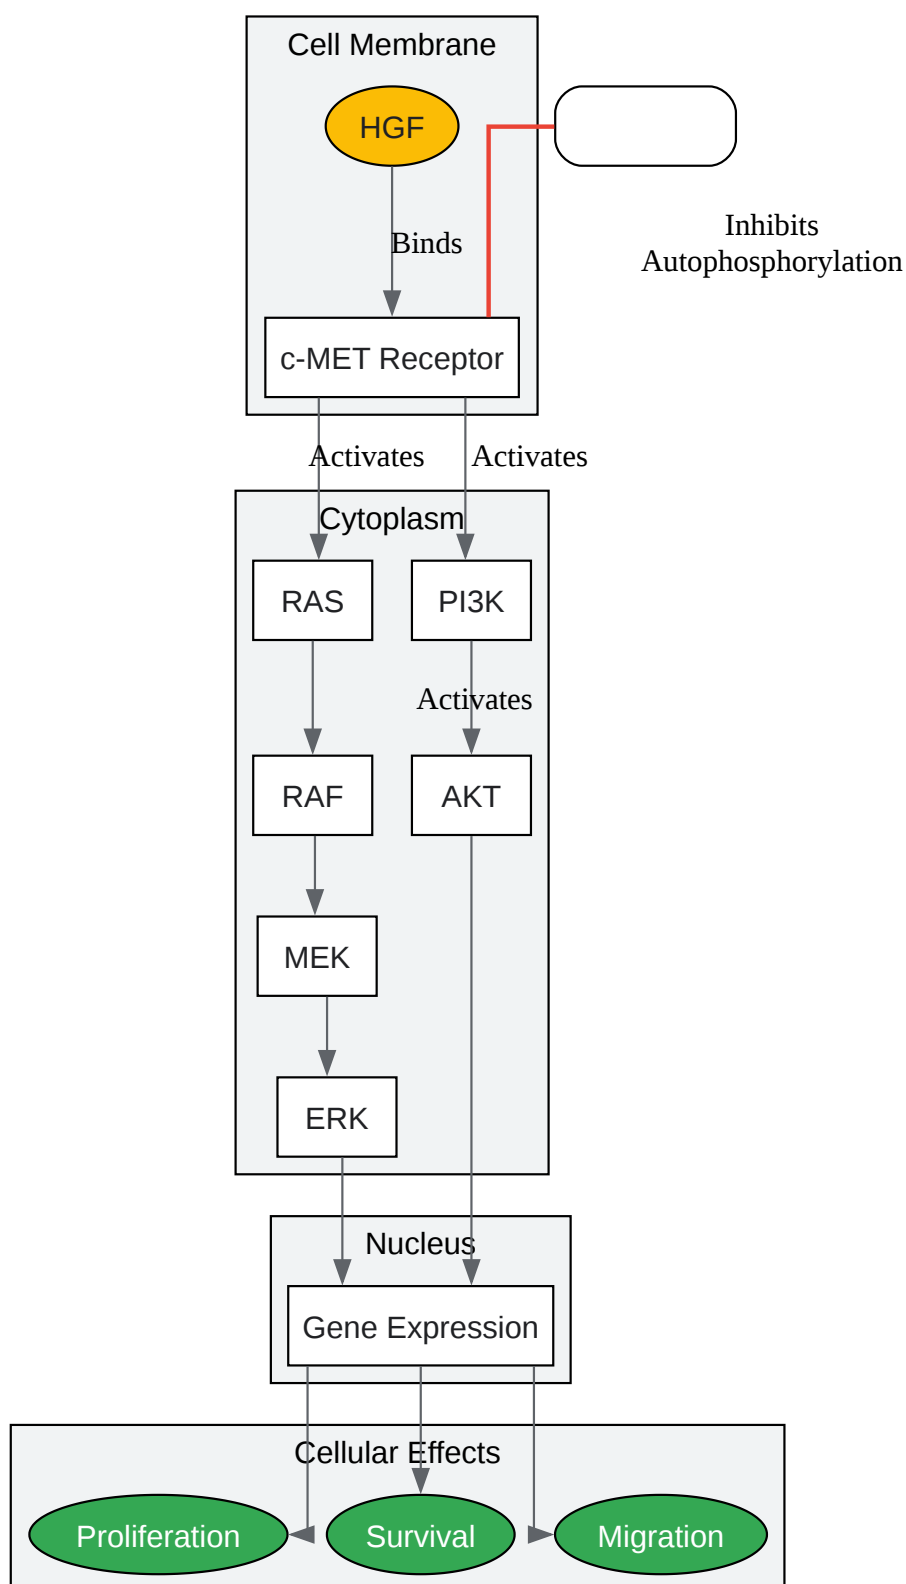 Cell Membrane
HGF
Binds
Inhibits
Autophosphorylation
c-MET Receptor
Activates
Activates
Cytoplasm
RAS
PI3K
Activates
RAF
AKT
MEK
ERK
Nucleus
Gene Expression
Cellular Effects
Proliferation
Survival
Migration